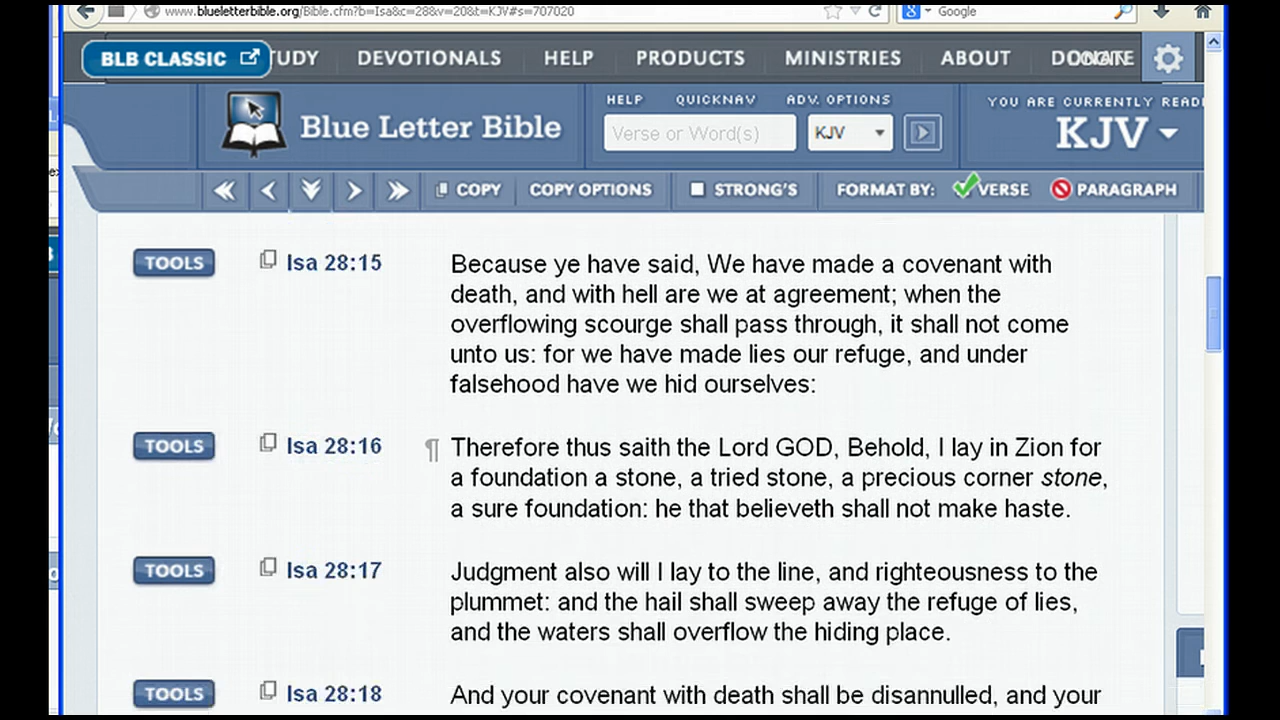 www.blueletterbible.org/Bible.cfm?b=Isa&c=28&v=20&t=KJV#s=707020
Google
BLB CLASSIC
TUDY DEVOTIONALS HELP PRODUCTS MINISTRIES ABOUT DONATE
HELP QUICKNAV ADV. OPTIONS YOU ARE CURRENTLY READ
Blue Letter Bible Verse or Word(s) KJV KJV
COPY COPY OPTIONS STRONG'S FORMAT BY: VERSE PARAGRAPH
TOOLS Isa 28:15 Because ye have said, We have made a covenant with
death, and with hell are we at agreement; when the
overflowing scourge shall pass through, it shall not come
unto us: for we have made lies our refuge, and under
falsehood have we hid ourselves:
TOOLS Isa 28:16 ¶ Therefore thus saith the Lord GOD, Behold, I lay in Zion for
a foundation a stone, a tried stone, a precious corner stone,
a sure foundation: he that believeth shall not make haste.
TOOLS Isa 28:17 Judgment also will I lay to the line, and righteousness to the
plummet: and the hail shall sweep away the refuge of lies,
and the waters shall overflow the hiding place.
TOOLS Isa 28:18 And your covenant with death shall be disannulled, and your